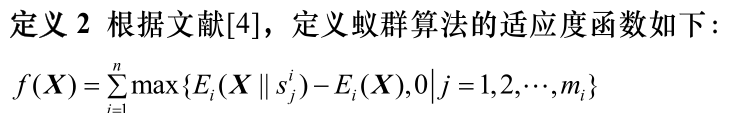 定义 2 根据文献[4]，定义蚁群算法的适应度函数如下：
f(X) = ∑_{i=1}^{n} max{E_i(X ∥ s_j^i) − E_i(X), 0 | j = 1,2,⋯,m_i}